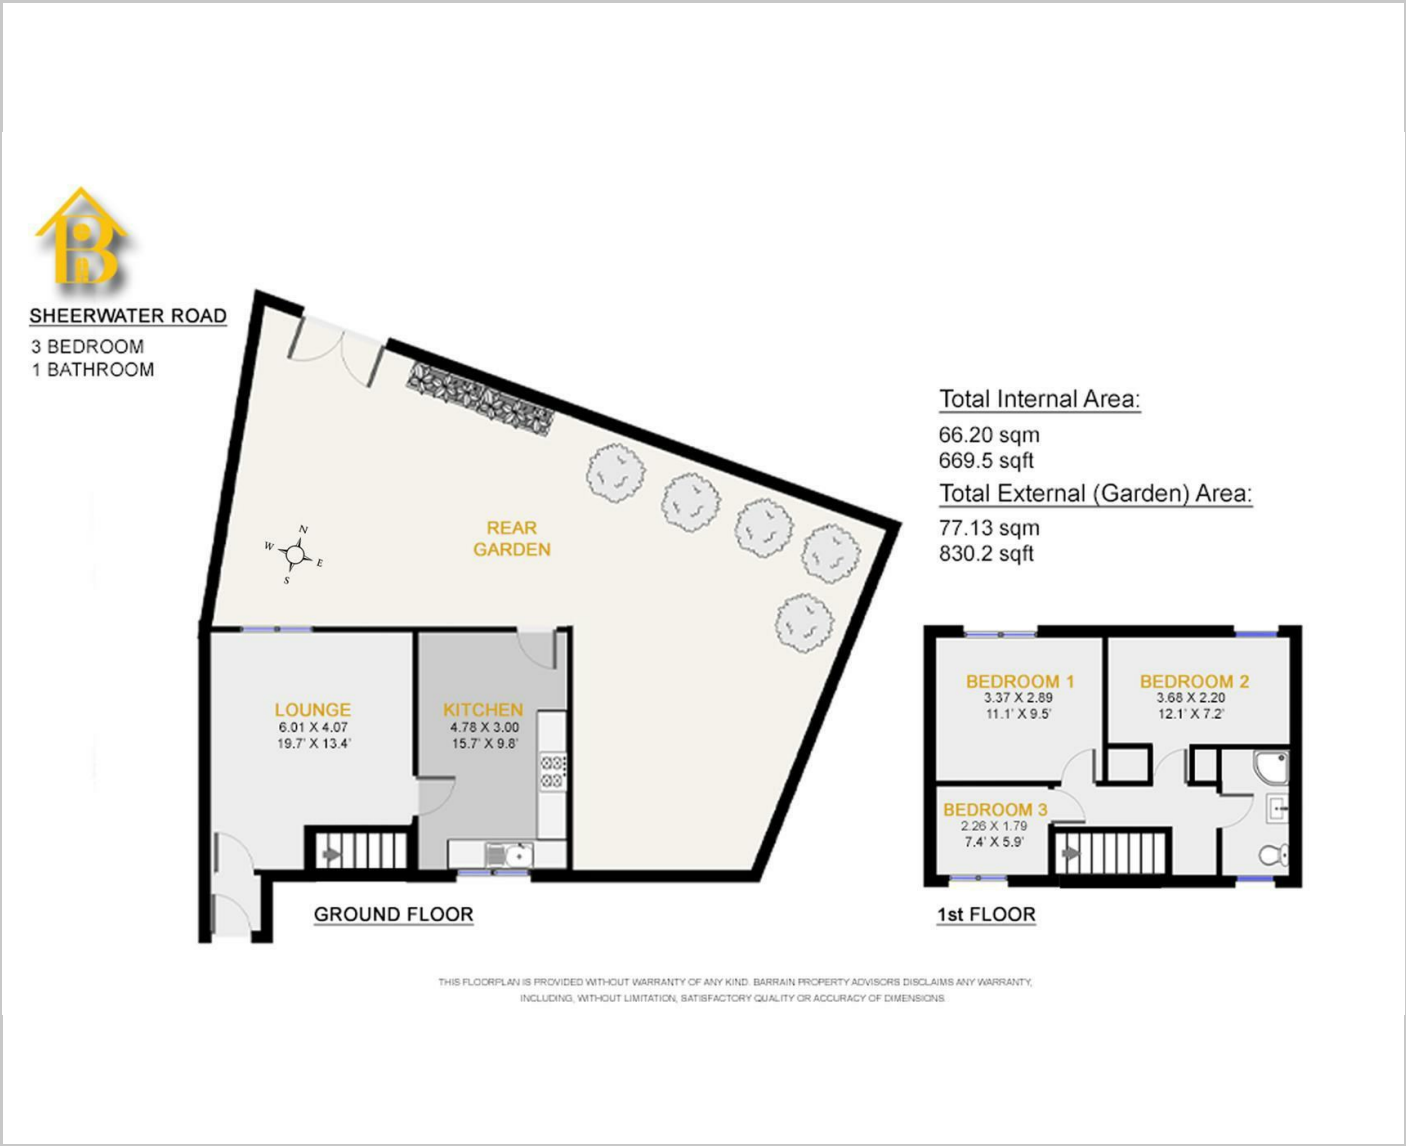 SHEERWATER ROAD
3 BEDROOM
1 BATHROOM
Total Internal Area:
66.20 sqm
669.5 sqft
Total External (Garden) Area:
77.13 sqm
830.2 sqft
REAR
GARDEN
N
W
E
S
LOUNGE
6.01 X 4.07
19.7' X 13.4'
KITCHEN
4.78 X 3.00
15.7' X 9.8'
GROUND FLOOR
BEDROOM 1
3.37 X 2.89
11.1' X 9.5'
BEDROOM 2
3.68 X 2.20
12.1' X 7.2'
BEDROOM 3
2.26 X 1.79
7.4' X 5.9'
1st FLOOR
THIS FLOORPLAN IS PROVIDED WITHOUT WARRANTY OF ANY KIND. BARRAIN PROPERTY ADVISORS DISCLAIMS ANY WARRANTY,
INCLUDING, WITHOUT LIMITATION, SATISFACTORY QUALITY OR ACCURACY OF DIMENSIONS